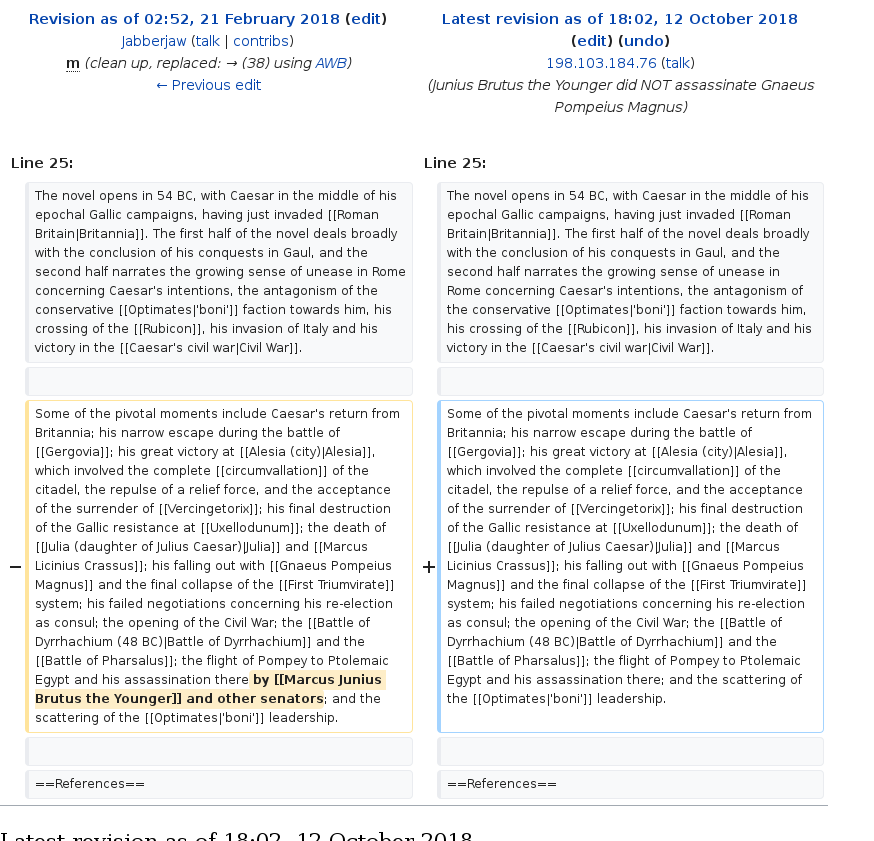 Revision as of 02:52, 21 February 2018 (edit)
Jabberjaw (talk | contribs)
m (clean up, replaced: → (38) using AWB)
← Previous edit
Latest revision as of 18:02, 12 October 2018
(edit) (undo)
198.103.184.76 (talk)
(Junius Brutus the Younger did NOT assassinate Gnaeus
Pompeius Magnus)
Line 25:
Line 25:
The novel opens in 54 BC, with Caesar in the middle of his
epochal Gallic campaigns, having just invaded [[Roman
Britain|Britannia]]. The first half of the novel deals broadly
with the conclusion of his conquests in Gaul, and the
second half narrates the growing sense of unease in Rome
concerning Caesar's intentions, the antagonism of the
conservative [[Optimates|'boni']] faction towards him, his
crossing of the [[Rubicon]], his invasion of Italy and his
victory in the [[Caesar's civil war|Civil War]].
The novel opens in 54 BC, with Caesar in the middle of his
epochal Gallic campaigns, having just invaded [[Roman
Britain|Britannia]]. The first half of the novel deals broadly
with the conclusion of his conquests in Gaul, and the
second half narrates the growing sense of unease in
Rome concerning Caesar's intentions, the antagonism of
the conservative [[Optimates|'boni']] faction towards him,
his crossing of the [[Rubicon]], his invasion of Italy and his
victory in the [[Caesar's civil war|Civil War]].
−
Some of the pivotal moments include Caesar's return from
Britannia; his narrow escape during the battle of
[[Gergovia]]; his great victory at [[Alesia (city)|Alesia]],
which involved the complete [[circumvallation]] of the
citadel, the repulse of a relief force, and the acceptance
of the surrender of [[Vercingetorix]]; his final destruction
of the Gallic resistance at [[Uxellodunum]]; the death of
[[Julia (daughter of Julius Caesar)|Julia]] and [[Marcus
Licinius Crassus]]; his falling out with [[Gnaeus Pompeius
Magnus]] and the final collapse of the [[First Triumvirate]]
system; his failed negotiations concerning his re-election
as consul; the opening of the Civil War; the [[Battle of
Dyrrhachium (48 BC)|Battle of Dyrrhachium]] and the
[[Battle of Pharsalus]]; the flight of Pompey to Ptolemaic
Egypt and his assassination there by [[Marcus Junius
Brutus the Younger]] and other senators; and the
scattering of the [[Optimates|'boni']] leadership.
+
Some of the pivotal moments include Caesar's return from
Britannia; his narrow escape during the battle of
[[Gergovia]]; his great victory at [[Alesia (city)|Alesia]],
which involved the complete [[circumvallation]] of the
citadel, the repulse of a relief force, and the acceptance
of the surrender of [[Vercingetorix]]; his final destruction
of the Gallic resistance at [[Uxellodunum]]; the death of
[[Julia (daughter of Julius Caesar)|Julia]] and [[Marcus
Licinius Crassus]]; his falling out with [[Gnaeus Pompeius
Magnus]] and the final collapse of the [[First Triumvirate]]
system; his failed negotiations concerning his re-election
as consul; the opening of the Civil War; the [[Battle of
Dyrrhachium (48 BC)|Battle of Dyrrhachium]] and the
[[Battle of Pharsalus]]; the flight of Pompey to Ptolemaic
Egypt and his assassination there; and the scattering of
the [[Optimates|'boni']] leadership.
==References==
==References==
Latest revision as of 18:02, 12 October 2018